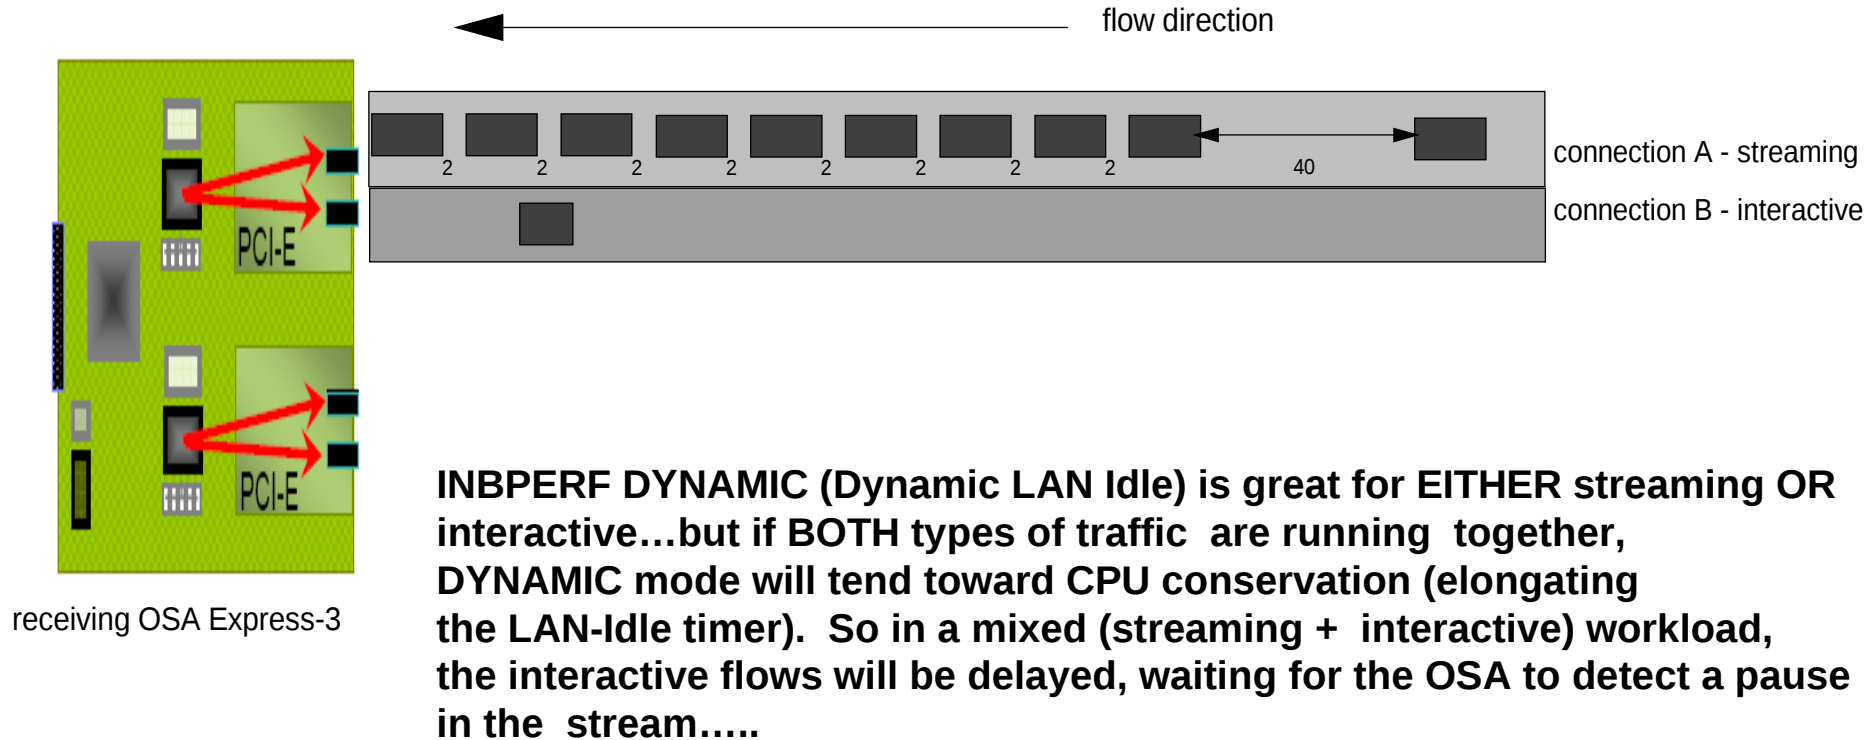 flow direction
2 2 2 2 2 2 2 2 40
connection A - streaming
connection B - interactive
PCI-E
PCI-E
receiving OSA Express-3
INBPERF DYNAMIC (Dynamic LAN Idle) is great for EITHER streaming OR
interactive…but if BOTH types of traffic are running together,
DYNAMIC mode will tend toward CPU conservation (elongating
the LAN-Idle timer). So in a mixed (streaming + interactive) workload,
the interactive flows will be delayed, waiting for the OSA to detect a pause
in the stream…..